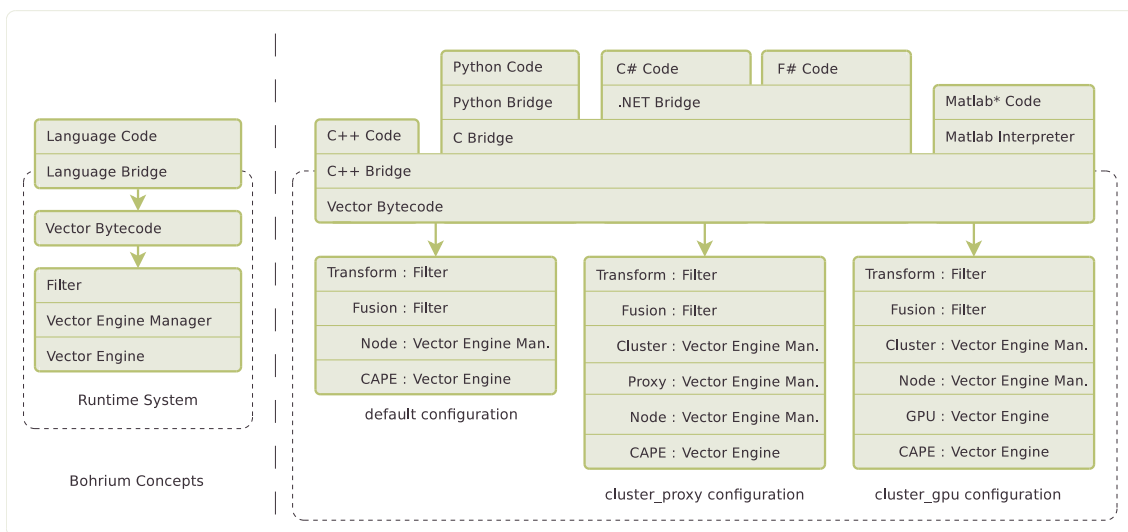 Language Code
Language Bridge
Vector Bytecode
Filter
Vector Engine Manager
Vector Engine
Runtime System
Bohrium Concepts
Python Code
C# Code
F# Code
Python Bridge
.NET Bridge
Matlab* Code
C++ Code
C Bridge
Matlab Interpreter
C++ Bridge
Vector Bytecode
Transform : Filter
Fusion : Filter
Node : Vector Engine Man.
CAPE : Vector Engine
default configuration
Transform : Filter
Fusion : Filter
Cluster : Vector Engine Man.
Proxy : Vector Engine Man.
Node : Vector Engine Man.
CAPE : Vector Engine
cluster_proxy configuration
Transform : Filter
Fusion : Filter
Cluster : Vector Engine Man.
Node : Vector Engine Man.
GPU : Vector Engine
CAPE : Vector Engine
cluster_gpu configuration